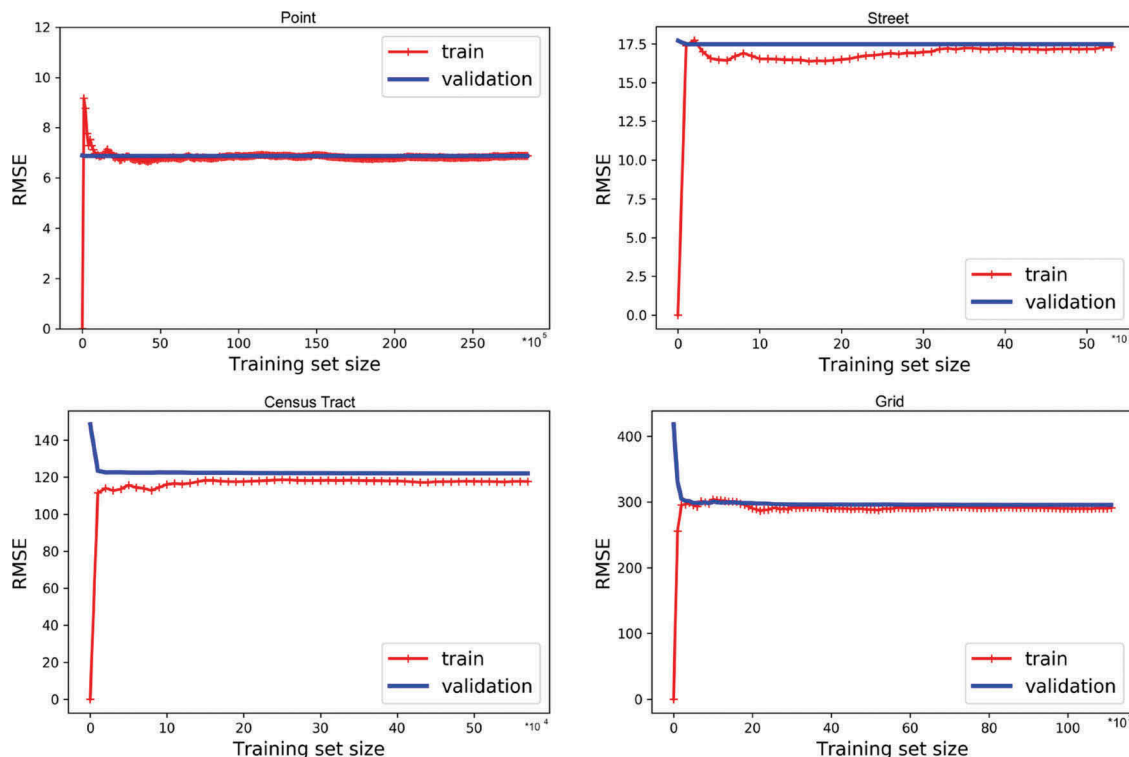 Point
12
10
8
6
4
2
0
RMSE
train
validation
0 50 100 150 200 250
*10⁵
Training set size
Street
17.5
15.0
12.5
10.0
7.5
5.0
2.5
0.0
RMSE
train
validation
0 10 20 30 40 50
*10
Training set size
Census Tract
140
120
100
80
60
40
20
0
RMSE
train
validation
0 10 20 30 40 50
*10⁴
Training set size
Grid
400
300
200
100
0
RMSE
train
validation
0 20 40 60 80 100
*10
Training set size